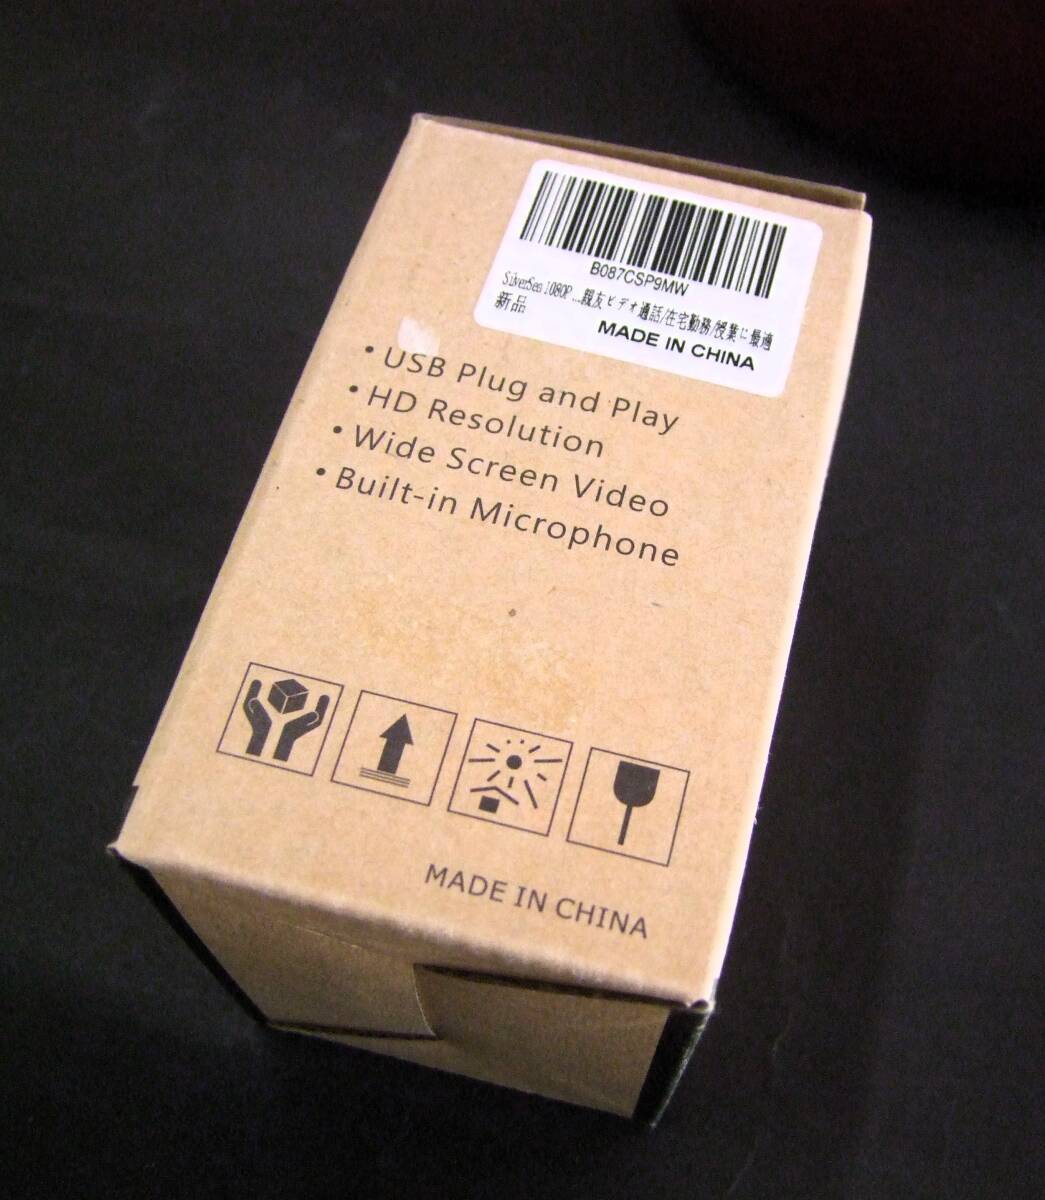 B087CSP9MW
SilverSea 1080P ...親友ビデオ通話/在宅勤務/授業に最適
新品
MADE IN CHINA
• USB Plug and Play
• HD Resolution
• Wide Screen Video
• Built-in Microphone
MADE IN CHINA